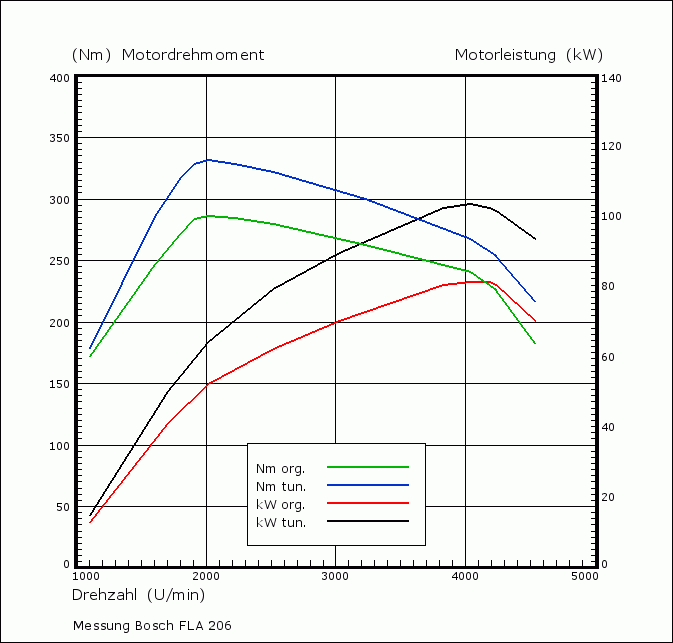 (Nm) Motordrehmoment Motorleistung (kW)
400 140
350
120
300
100
250
80
200
60
150
40
100
20
50
0 0
1000 2000 3000 4000 5000
Nm org.
Nm tun.
kW org.
kW tun.
Drehzahl (U/min)
Messung Bosch FLA 206